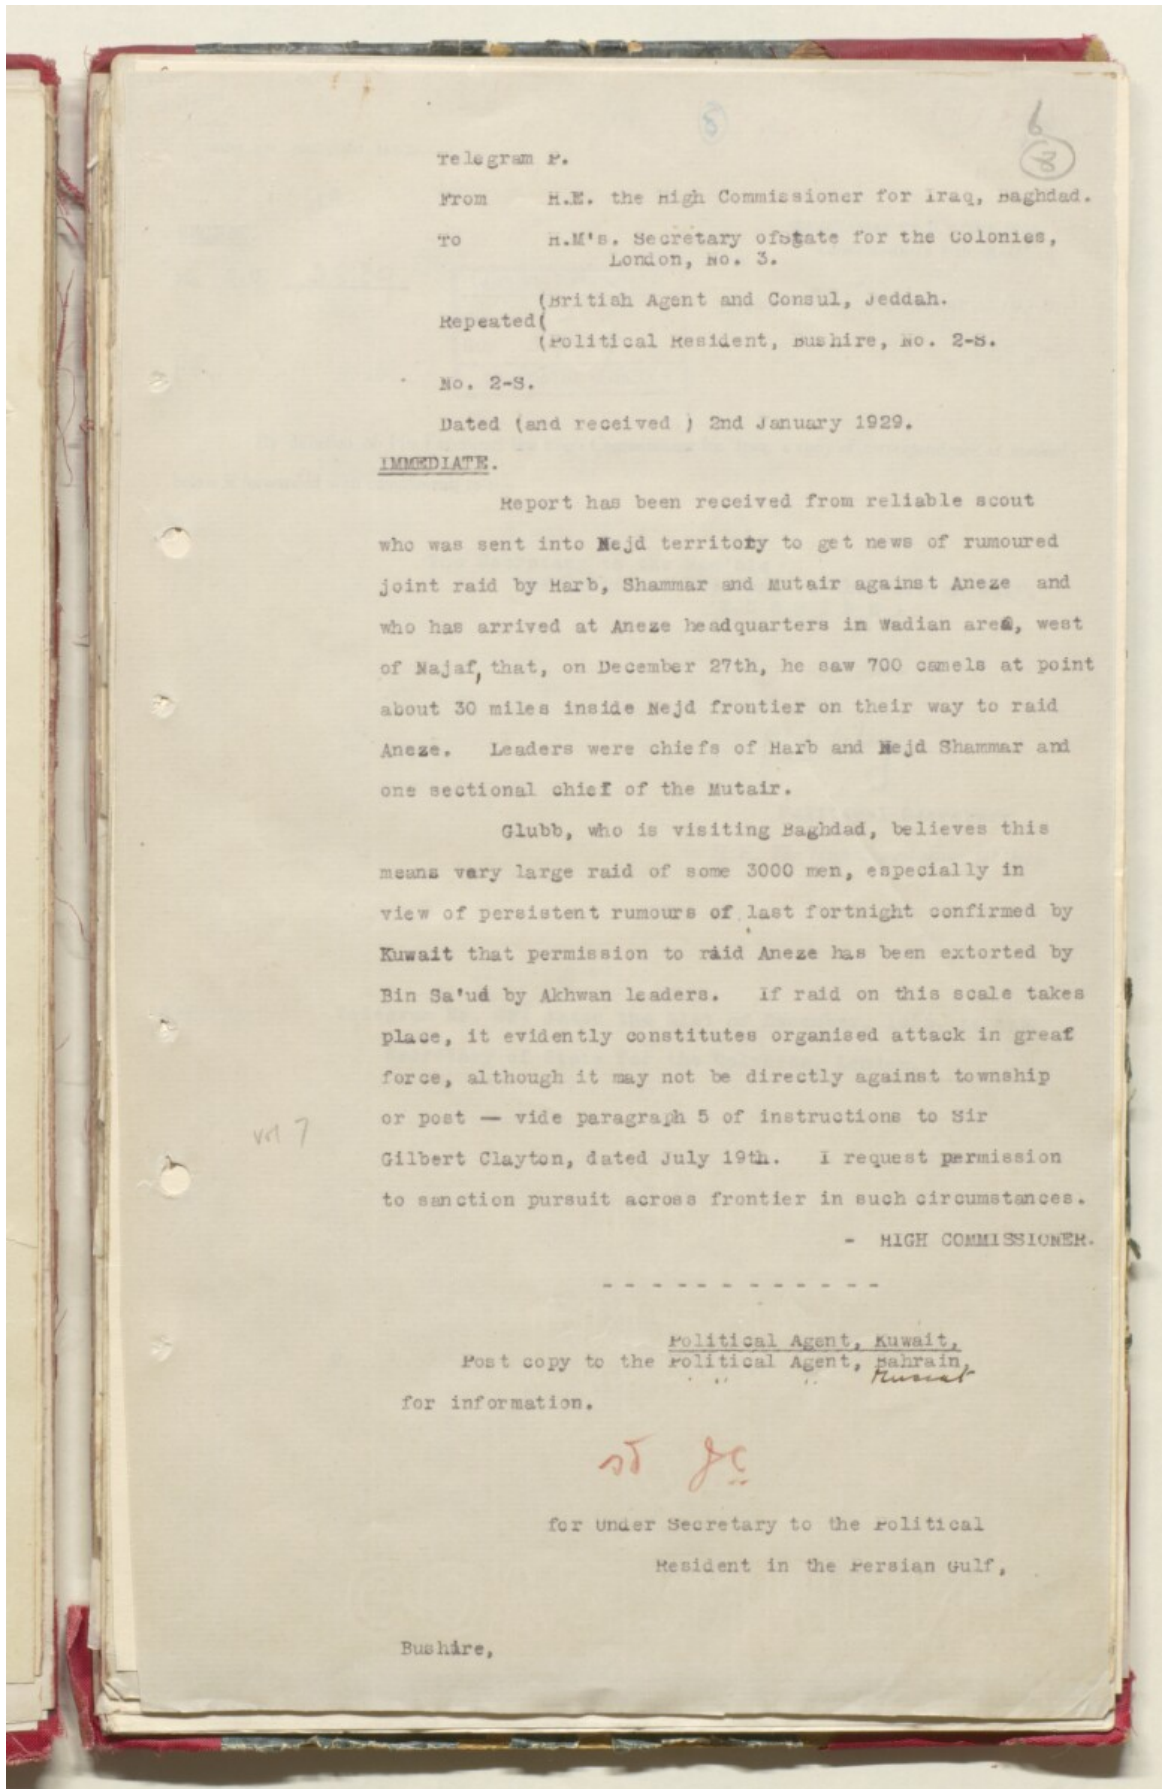 8
6
8
Telegram P.
From H.E. the High Commissioner for Iraq, Baghdad.
To H.M's. Secretary ofState for the Colonies,
London, No. 3.
(British Agent and Consul, Jeddah.
Repeated(
(Political Resident, Bushire, No. 2-S.
No. 2-S.
Dated (and received ) 2nd January 1929.
IMMEDIATE.
Report has been received from reliable scout
who was sent into Nejd territory to get news of rumoured
joint raid by Harb, Shammar and Mutair against Aneze and
who has arrived at Aneze headquarters in Wadian area, west
of Najaf, that, on December 27th, he saw 700 camels at point
about 30 miles inside Nejd frontier on their way to raid
Aneze. Leaders were chiefs of Harb and Nejd Shammar and
one sectional chief of the Mutair.
Glubb, who is visiting Baghdad, believes this
means very large raid of some 3000 men, especially in
view of persistent rumours of last fortnight confirmed by
Kuwait that permission to raid Aneze has been extorted by
Bin Sa'ud by Akhwan leaders. If raid on this scale takes
place, it evidently constitutes organised attack in great
force, although it may not be directly against township
or post — vide paragraph 5 of instructions to Sir
vol 7
Gilbert Clayton, dated July 19th. I request permission
to sanction pursuit across frontier in such circumstances.
- HIGH COMMISSIONER.
- - - - - - - - - - - -
Political Agent, Kuwait,
Post copy to the Political Agent, Bahrain,
" " Muscat
for information.
sd
for Under Secretary to the Political
Resident in the Persian Gulf,
Bushire,